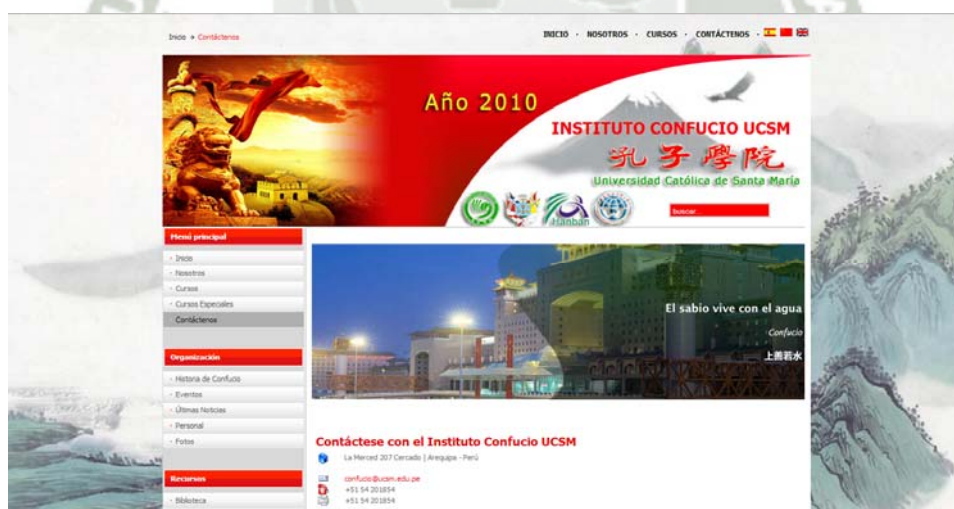 Inicio » Contáctenos
INICIO · NOSOTROS · CURSOS · CONTÁCTENOS ·
Año 2010
INSTITUTO CONFUCIO UCSM
孔子學院
Universidad Católica de Santa María
Hanban
buscar...
Menú principal
Inicio
Nosotros
Cursos
Cursos Especiales
Contáctenos
El sabio vive con el agua
Confucio
上善若水
Organización
Historia de Confucio
Eventos
Últimas Noticias
Personal
Fotos
Contáctese con el Instituto Confucio UCSM
La Merced 207 Cercado | Arequipa - Perú
confucio@ucsm.edu.pe
+51 54 201854
+51 54 201854
Recursos
Biblioteca